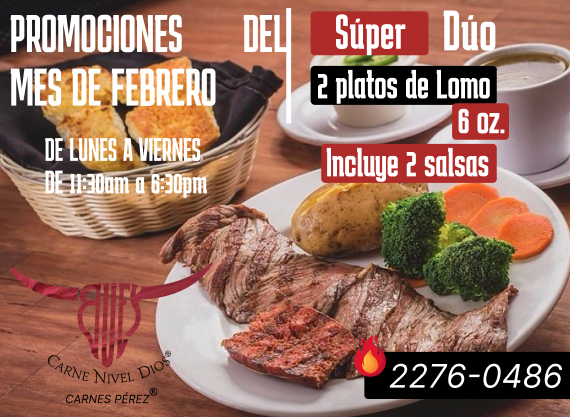 PROMOCIONES DEL
MES DE FEBRERO
DE LUNES A VIERNES
DE 11:30am a 6:30pm
Súper Dúo
2 platos de Lomo
6 oz.
Incluye 2 salsas
BUEY
CARNE NIVEL DIOS®
CARNES PÉREZ®
2276-0486